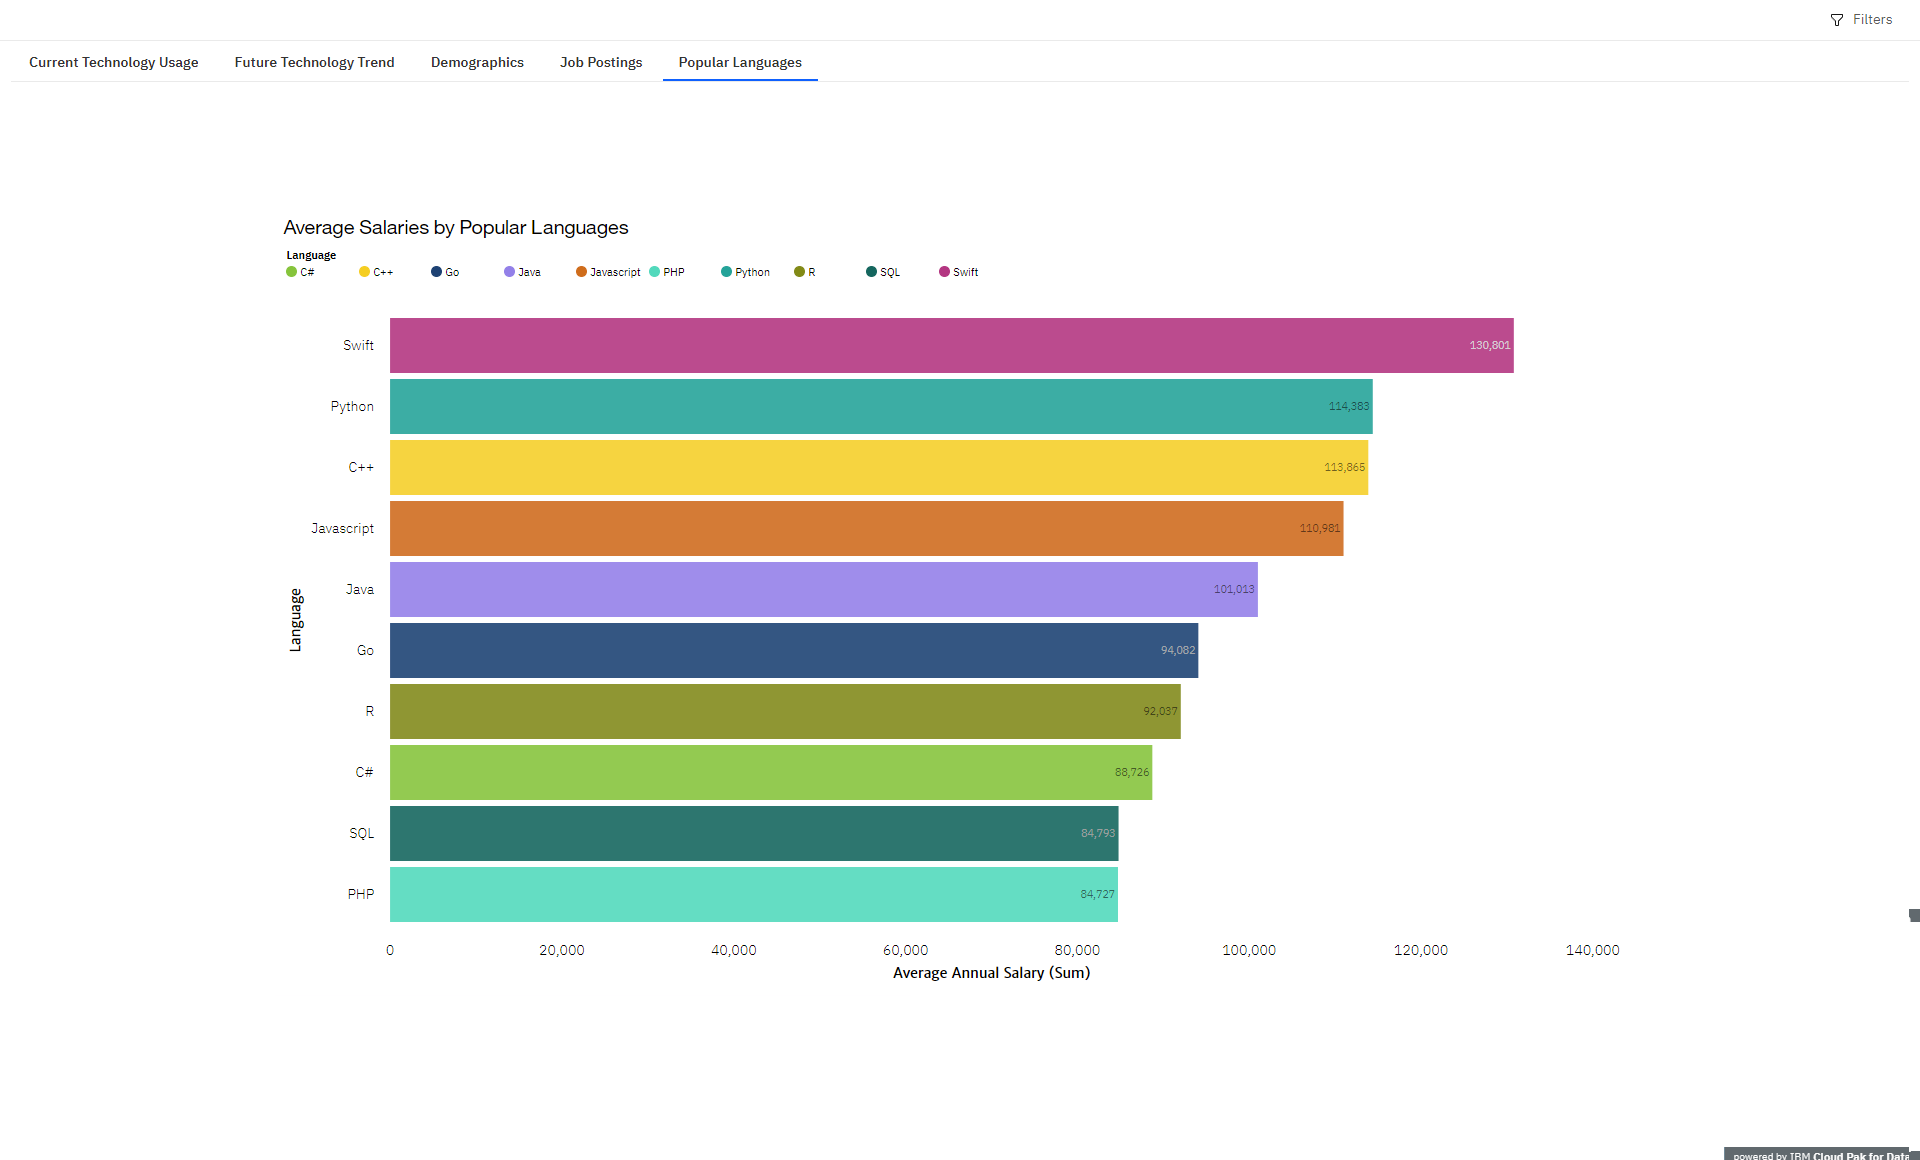 Filters
Current Technology Usage Future Technology Trend Demographics Job Postings Popular Languages
Average Salaries by Popular Languages
Language
C# C++ Go Java Javascript PHP Python R SQL Swift
Swift 130,801
Python 114,383
C++ 113,865
Javascript 110,981
Java 101,013
Language
Go 94,082
R 92,037
C# 88,726
SQL 84,793
PHP 84,727
0 20,000 40,000 60,000 80,000 100,000 120,000 140,000
Average Annual Salary (Sum)
powered by IBM Cloud Pak for Data